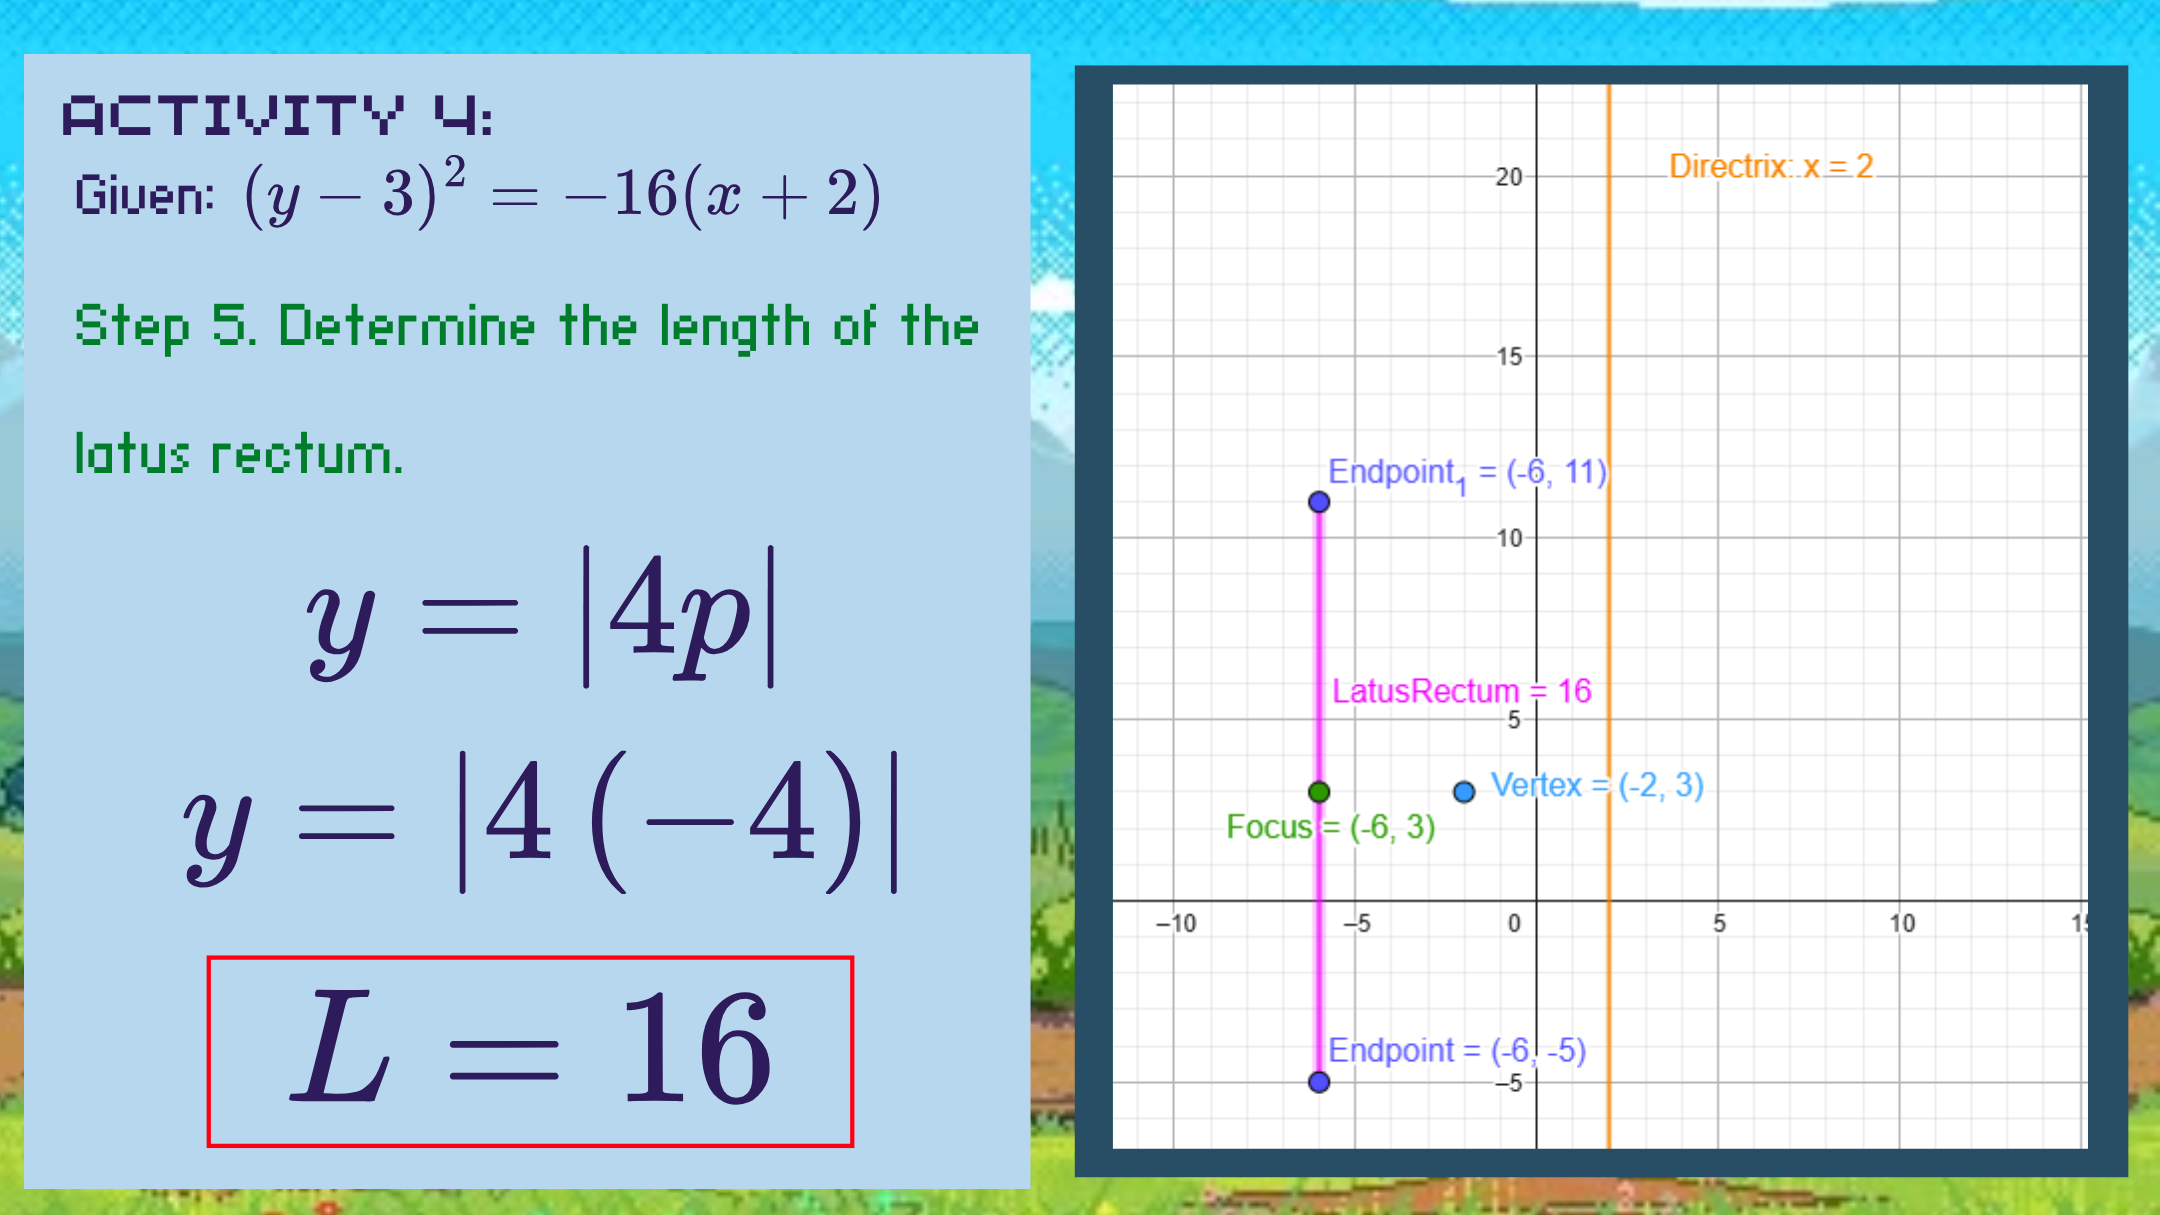 ACTIVITY 4:
Given: (y − 3)² = −16(x + 2)
Step 5. Determine the length of the
latus rectum.
y = |4p|
y = |4 (−4)|
L = 16
Directrix: x = 2
20
15
Endpoint₁ = (-6, 11)
10
LatusRectum = 16
5
Vertex = (-2, 3)
Focus = (-6, 3)
–10 –5 0 5 10 15
Endpoint = (-6, -5)
–5